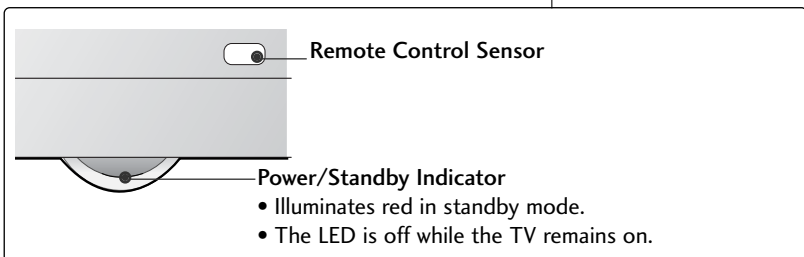 Remote Control Sensor
Power/Standby Indicator
• Illuminates red in standby mode.
• The LED is off while the TV remains on.